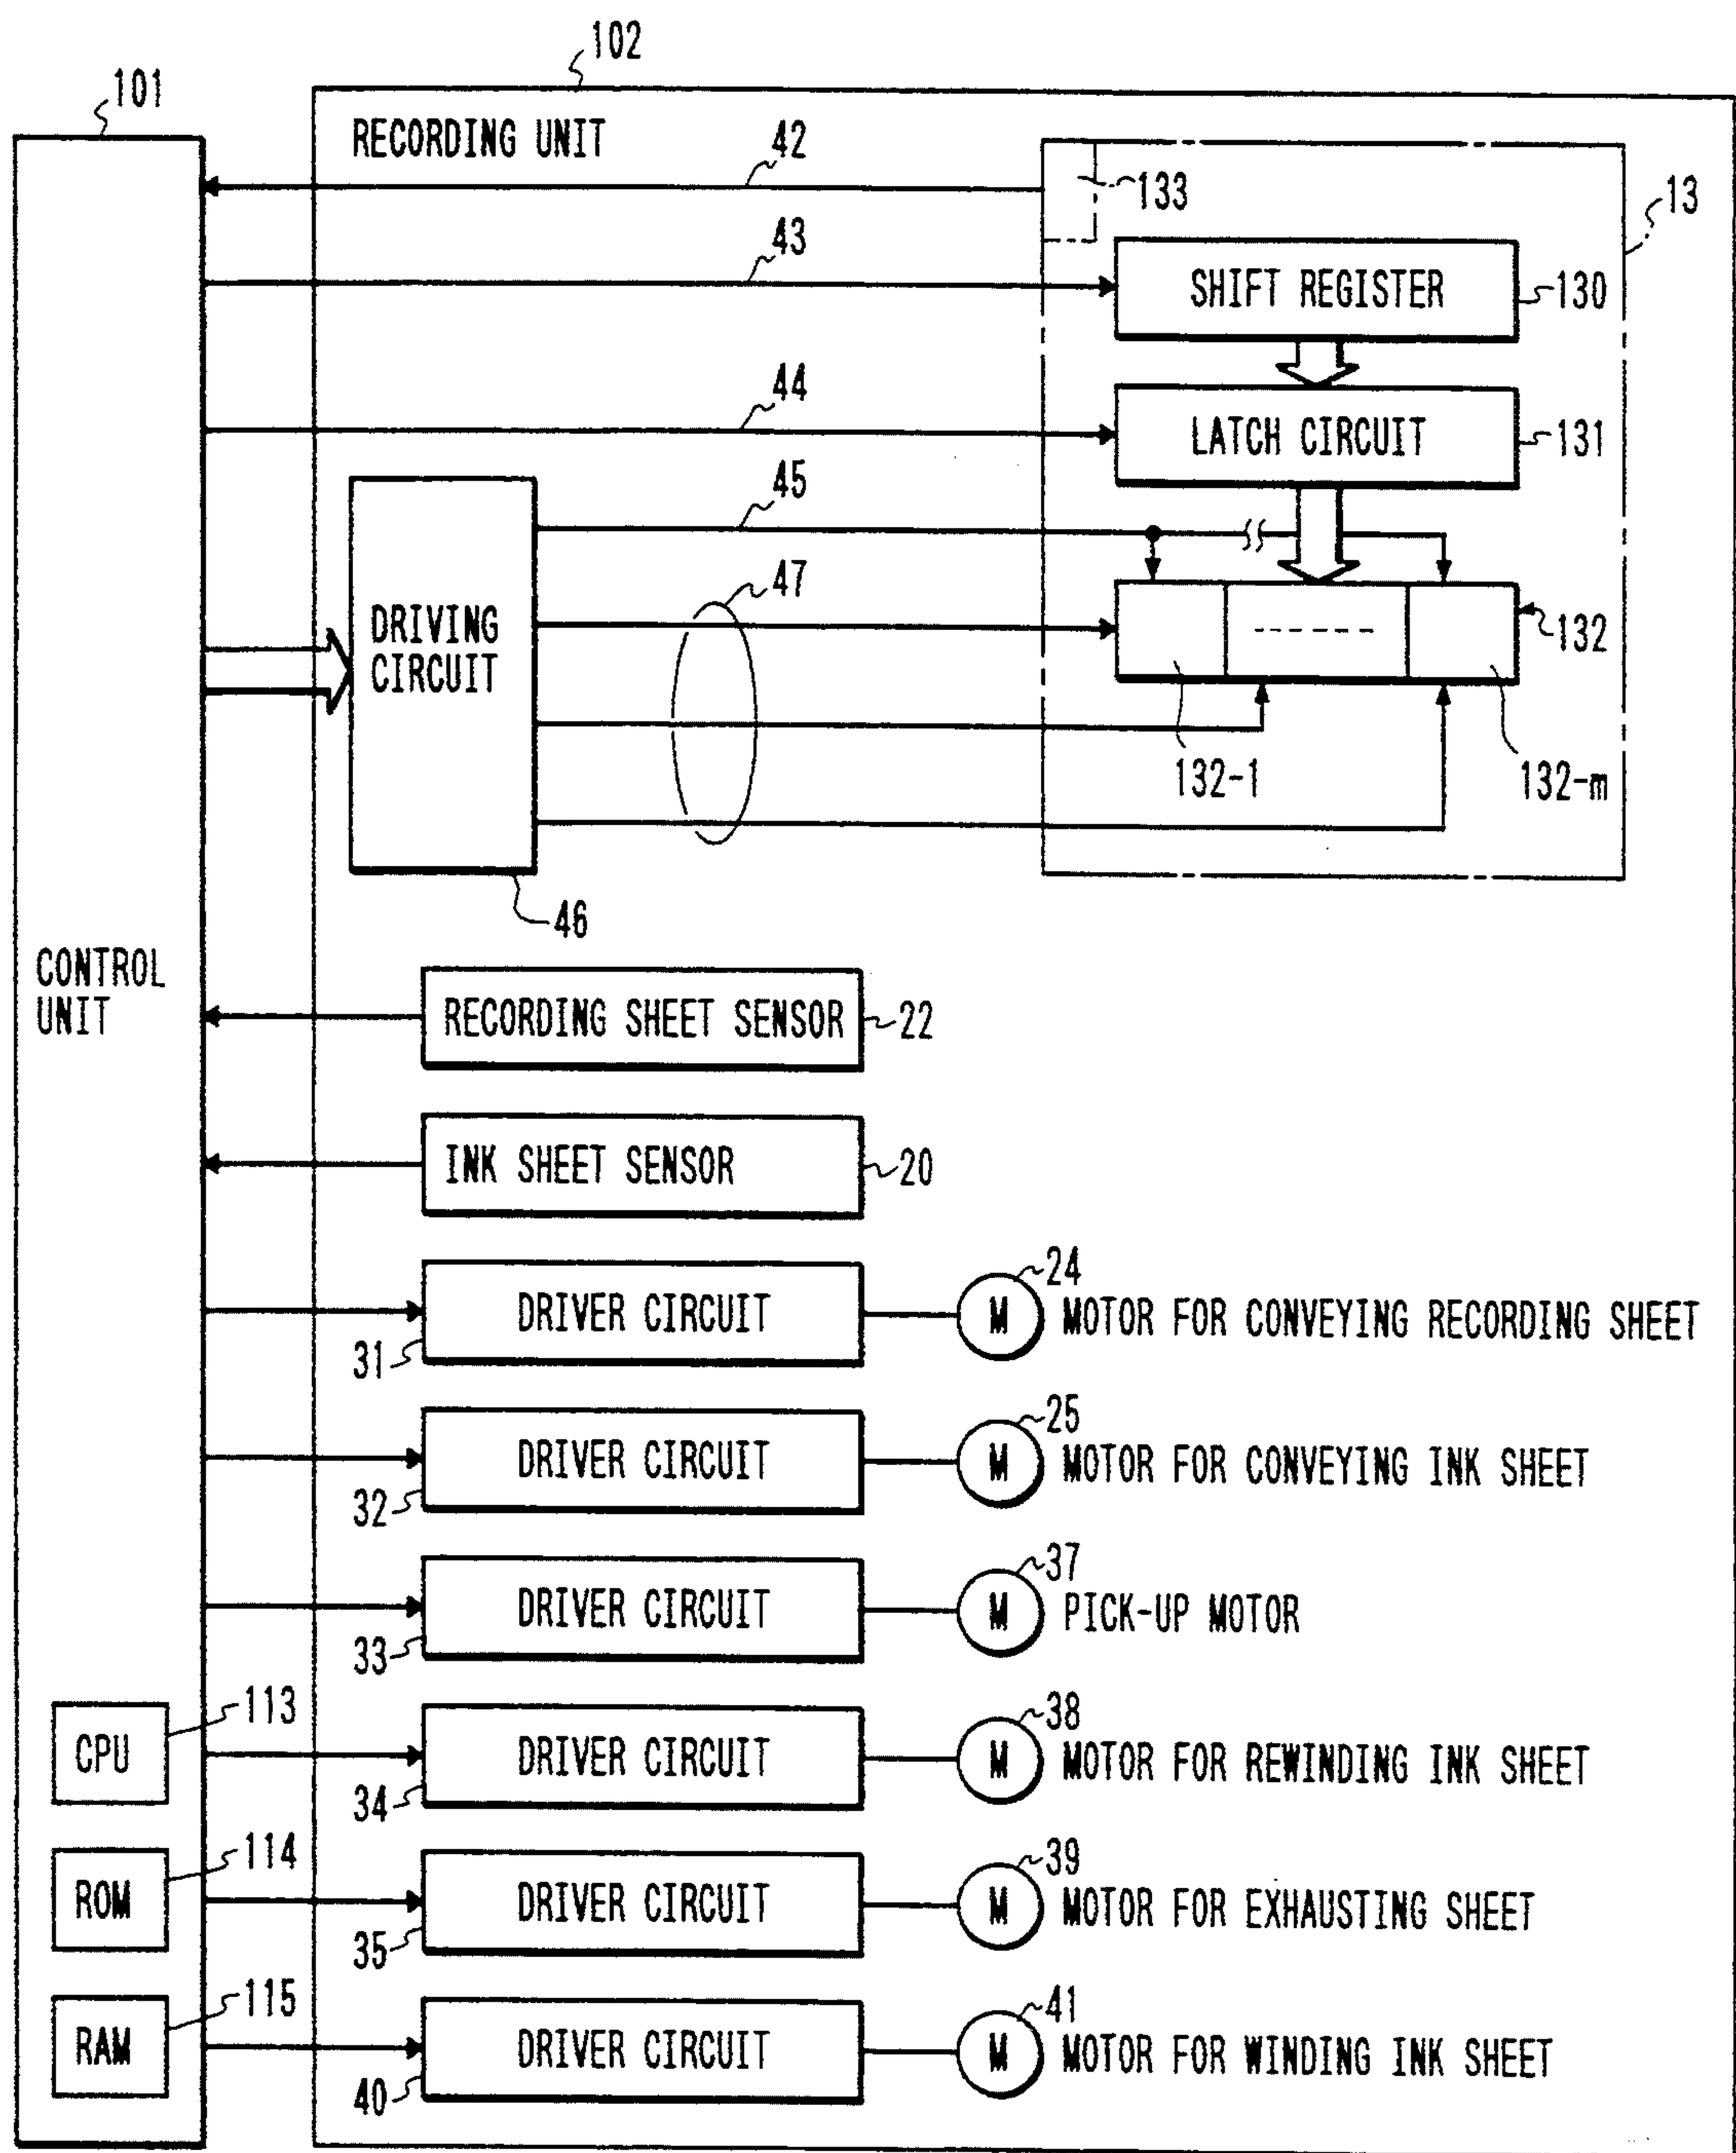 102
101
RECORDING UNIT
42
133
13
43
SHIFT REGISTER
130
44
LATCH CIRCUIT
131
45
47
DRIVING
CIRCUIT
132
132-1
132-m
46
CONTROL
UNIT
RECORDING SHEET SENSOR
22
INK SHEET SENSOR
20
24
DRIVER CIRCUIT
M
MOTOR FOR CONVEYING RECORDING SHEET
31
25
DRIVER CIRCUIT
M
MOTOR FOR CONVEYING INK SHEET
32
37
DRIVER CIRCUIT
M
PICK-UP MOTOR
33
113
38
CPU
DRIVER CIRCUIT
M
MOTOR FOR REWINDING INK SHEET
34
114
39
ROM
DRIVER CIRCUIT
M
MOTOR FOR EXHAUSTING SHEET
35
115
41
RAM
DRIVER CIRCUIT
M
MOTOR FOR WINDING INK SHEET
40